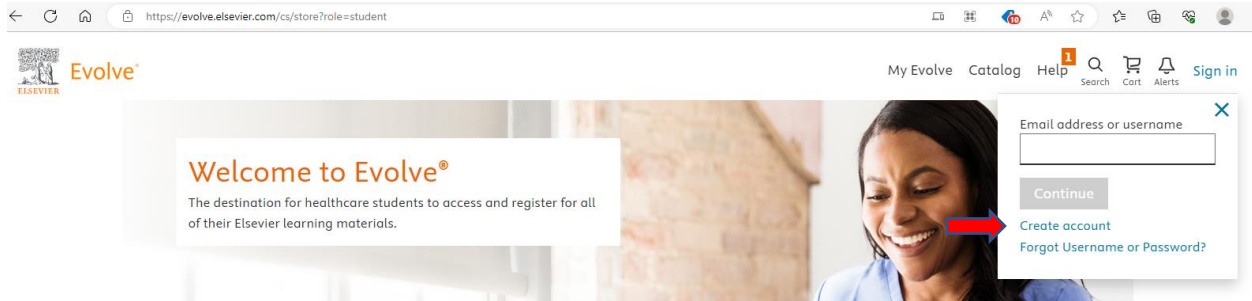 https://evolve.elsevier.com/cs/store?role=student
10
A
ELSEVIER
Evolve®
My Evolve Catalog Help 1 Search Cart Alerts Sign in
Email address or username
Continue
Create account
Forgot Username or Password?
Welcome to Evolve®
The destination for healthcare students to access and register for all
of their Elsevier learning materials.